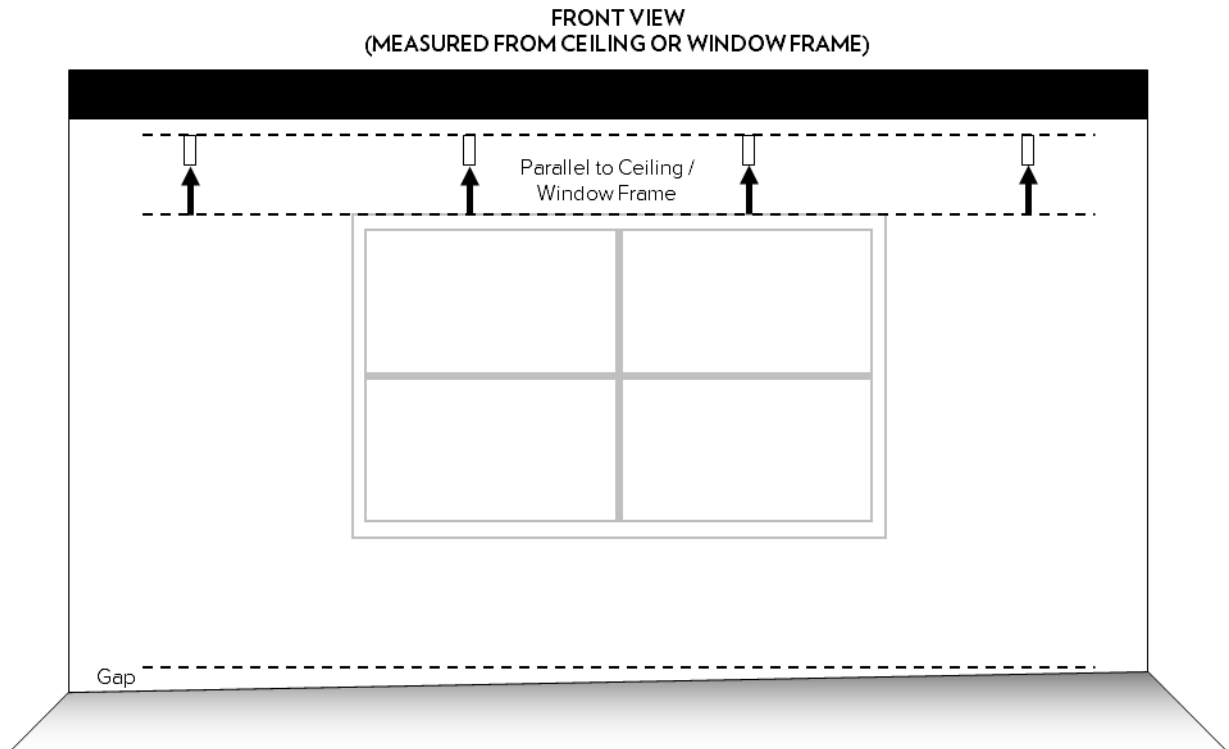 FRONT VIEW
(MEASURED FROM CEILING OR WINDOW FRAME)
Parallel to Ceiling /
Window Frame
Gap